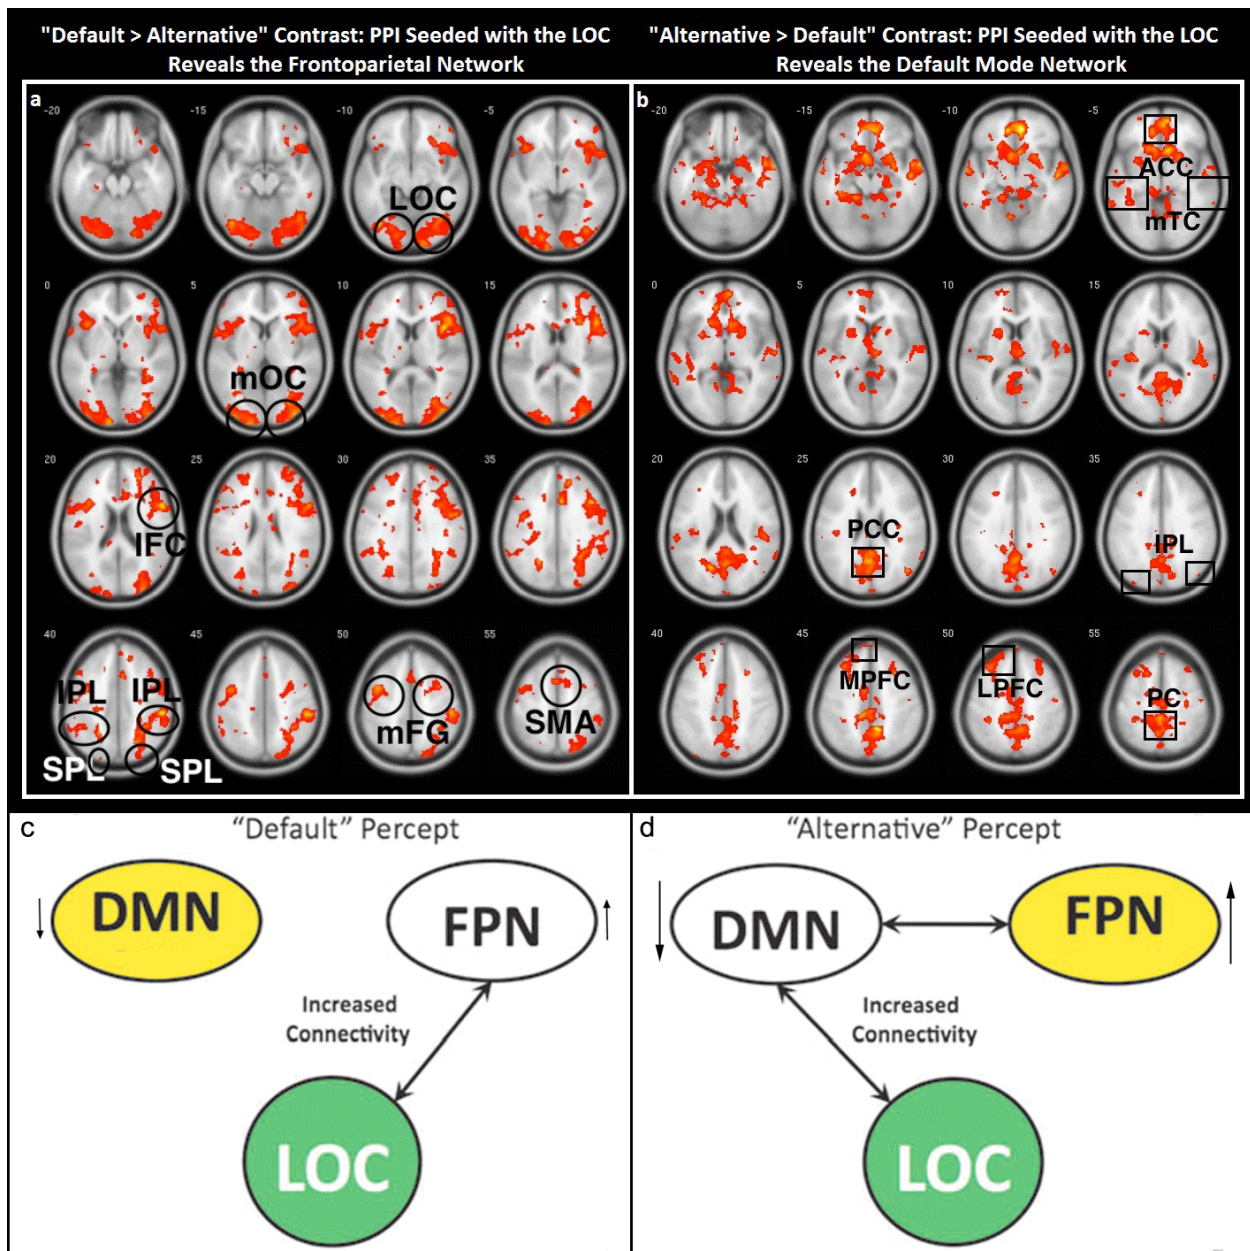 "Default > Alternative" Contrast: PPI Seeded with the LOC
Reveals the Frontoparietal Network
"Alternative > Default" Contrast: PPI Seeded with the LOC
Reveals the Default Mode Network
a
-20
-15
-10
-5
LOC
0
5
10
15
mOC
20
25
30
35
IFC
40
45
50
55
IPL
IPL
SPL
SPL
mFG
SMA
b
-20
-15
-10
-5
ACC
mTC
0
5
10
15
20
25
30
35
PCC
IPL
40
45
50
55
MPFC
LPFC
PC
c
"Default" Percept
DMN
FPN
Increased
Connectivity
LOC
d
"Alternative" Percept
DMN
FPN
Increased
Connectivity
LOC